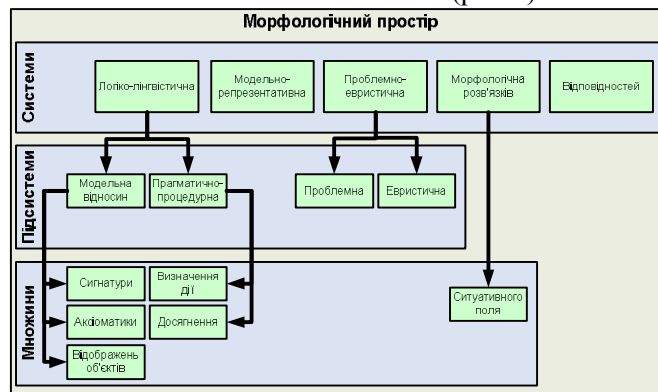 Морфологічний простір
Системи
Логіко-лінгвістична
Модельно-
репрезентативна
Проблемно-
евристична
Морфологічна
розв'язків
Відповідностей
Підсистеми
Модельна
відносин
Прагматично-
процедурна
Проблемна
Евристична
Множини
Сигнатури
Визначення
дії
Аксіоматики
Досягнення
Відображень
об'єктів
Ситуативного
поля